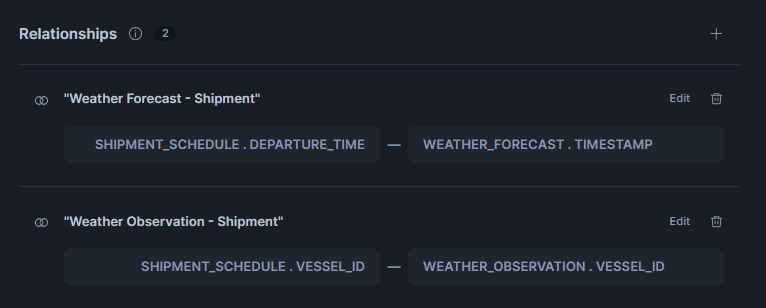 Relationships 2
"Weather Forecast - Shipment" Edit
SHIPMENT_SCHEDULE . DEPARTURE_TIME — WEATHER_FORECAST . TIMESTAMP
"Weather Observation - Shipment" Edit
SHIPMENT_SCHEDULE . VESSEL_ID — WEATHER_OBSERVATION . VESSEL_ID